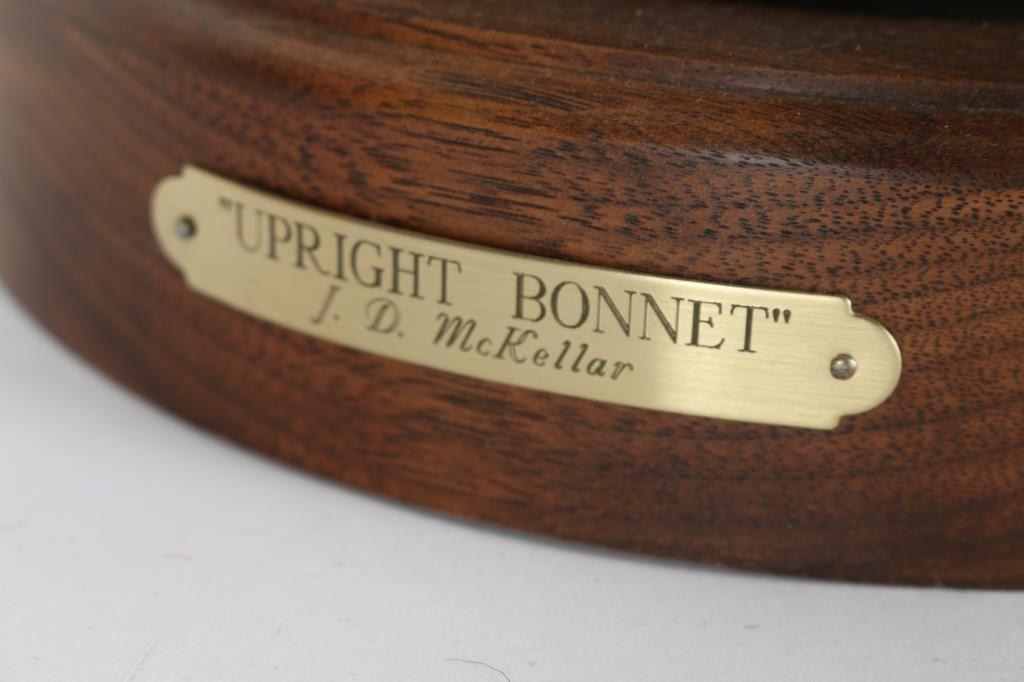 "UPRIGHT BONNET"
J. D. McKellar